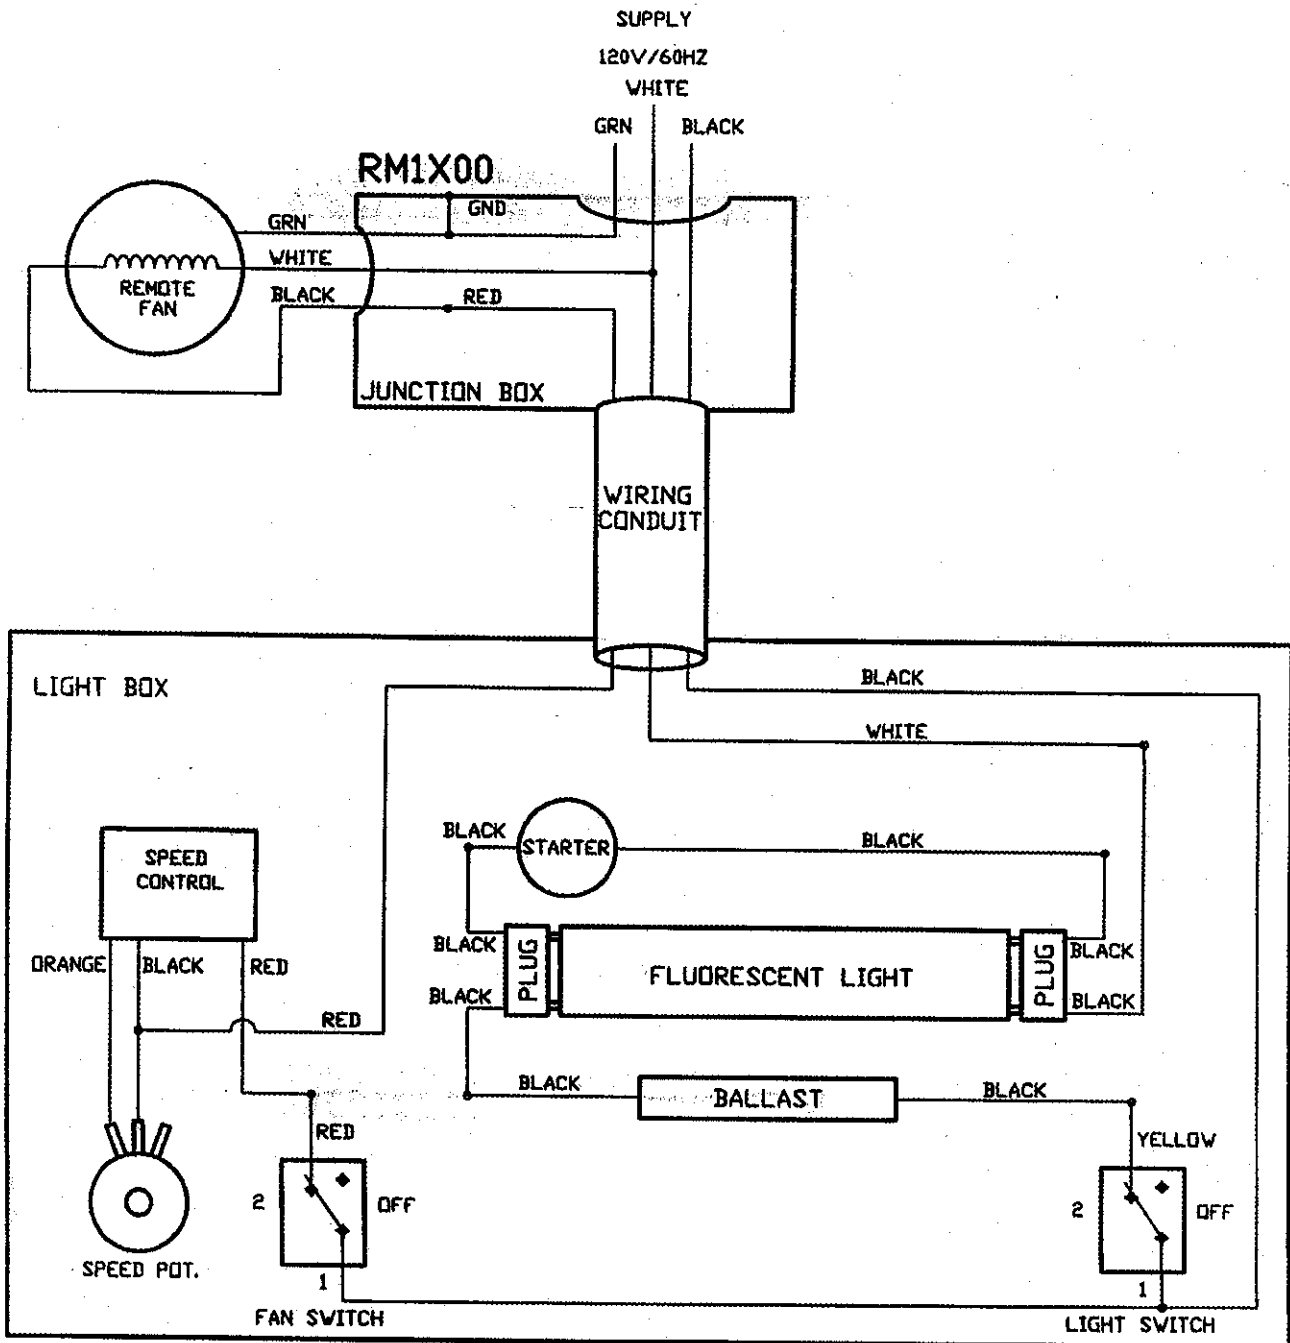 SUPPLY
120V/60HZ
WHITE
GRN
BLACK
RM1X00
GND
GRN
WHITE
REMOTE
FAN
BLACK
RED
JUNCTION BOX
WIRING
CONDUIT
LIGHT BOX
BLACK
WHITE
BLACK
STARTER
BLACK
SPEED
CONTROL
ORANGE
BLACK
RED
BLACK
PLUG
FLUORESCENT LIGHT
PLUG
BLACK
BLACK
BLACK
RED
BLACK
BALLAST
BLACK
RED
YELLOW
2
OFF
2
OFF
SPEED POT.
1
1
FAN SWITCH
LIGHT SWITCH